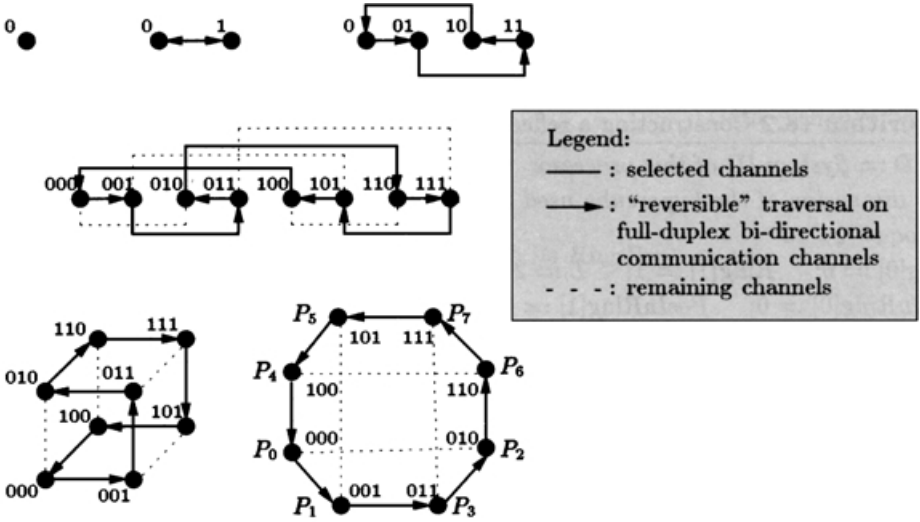 0
0 1
0 01 10 11
000 001 010 011 100 101 110 111
Legend:
: selected channels
: "reversible" traversal on
full-duplex bi-directional
communication channels
: remaining channels
110 111
010 011
100 101
000 001
P5 P7
101 111
P4 P6
100 110
000 010
P0 P2
001 011
P1 P3